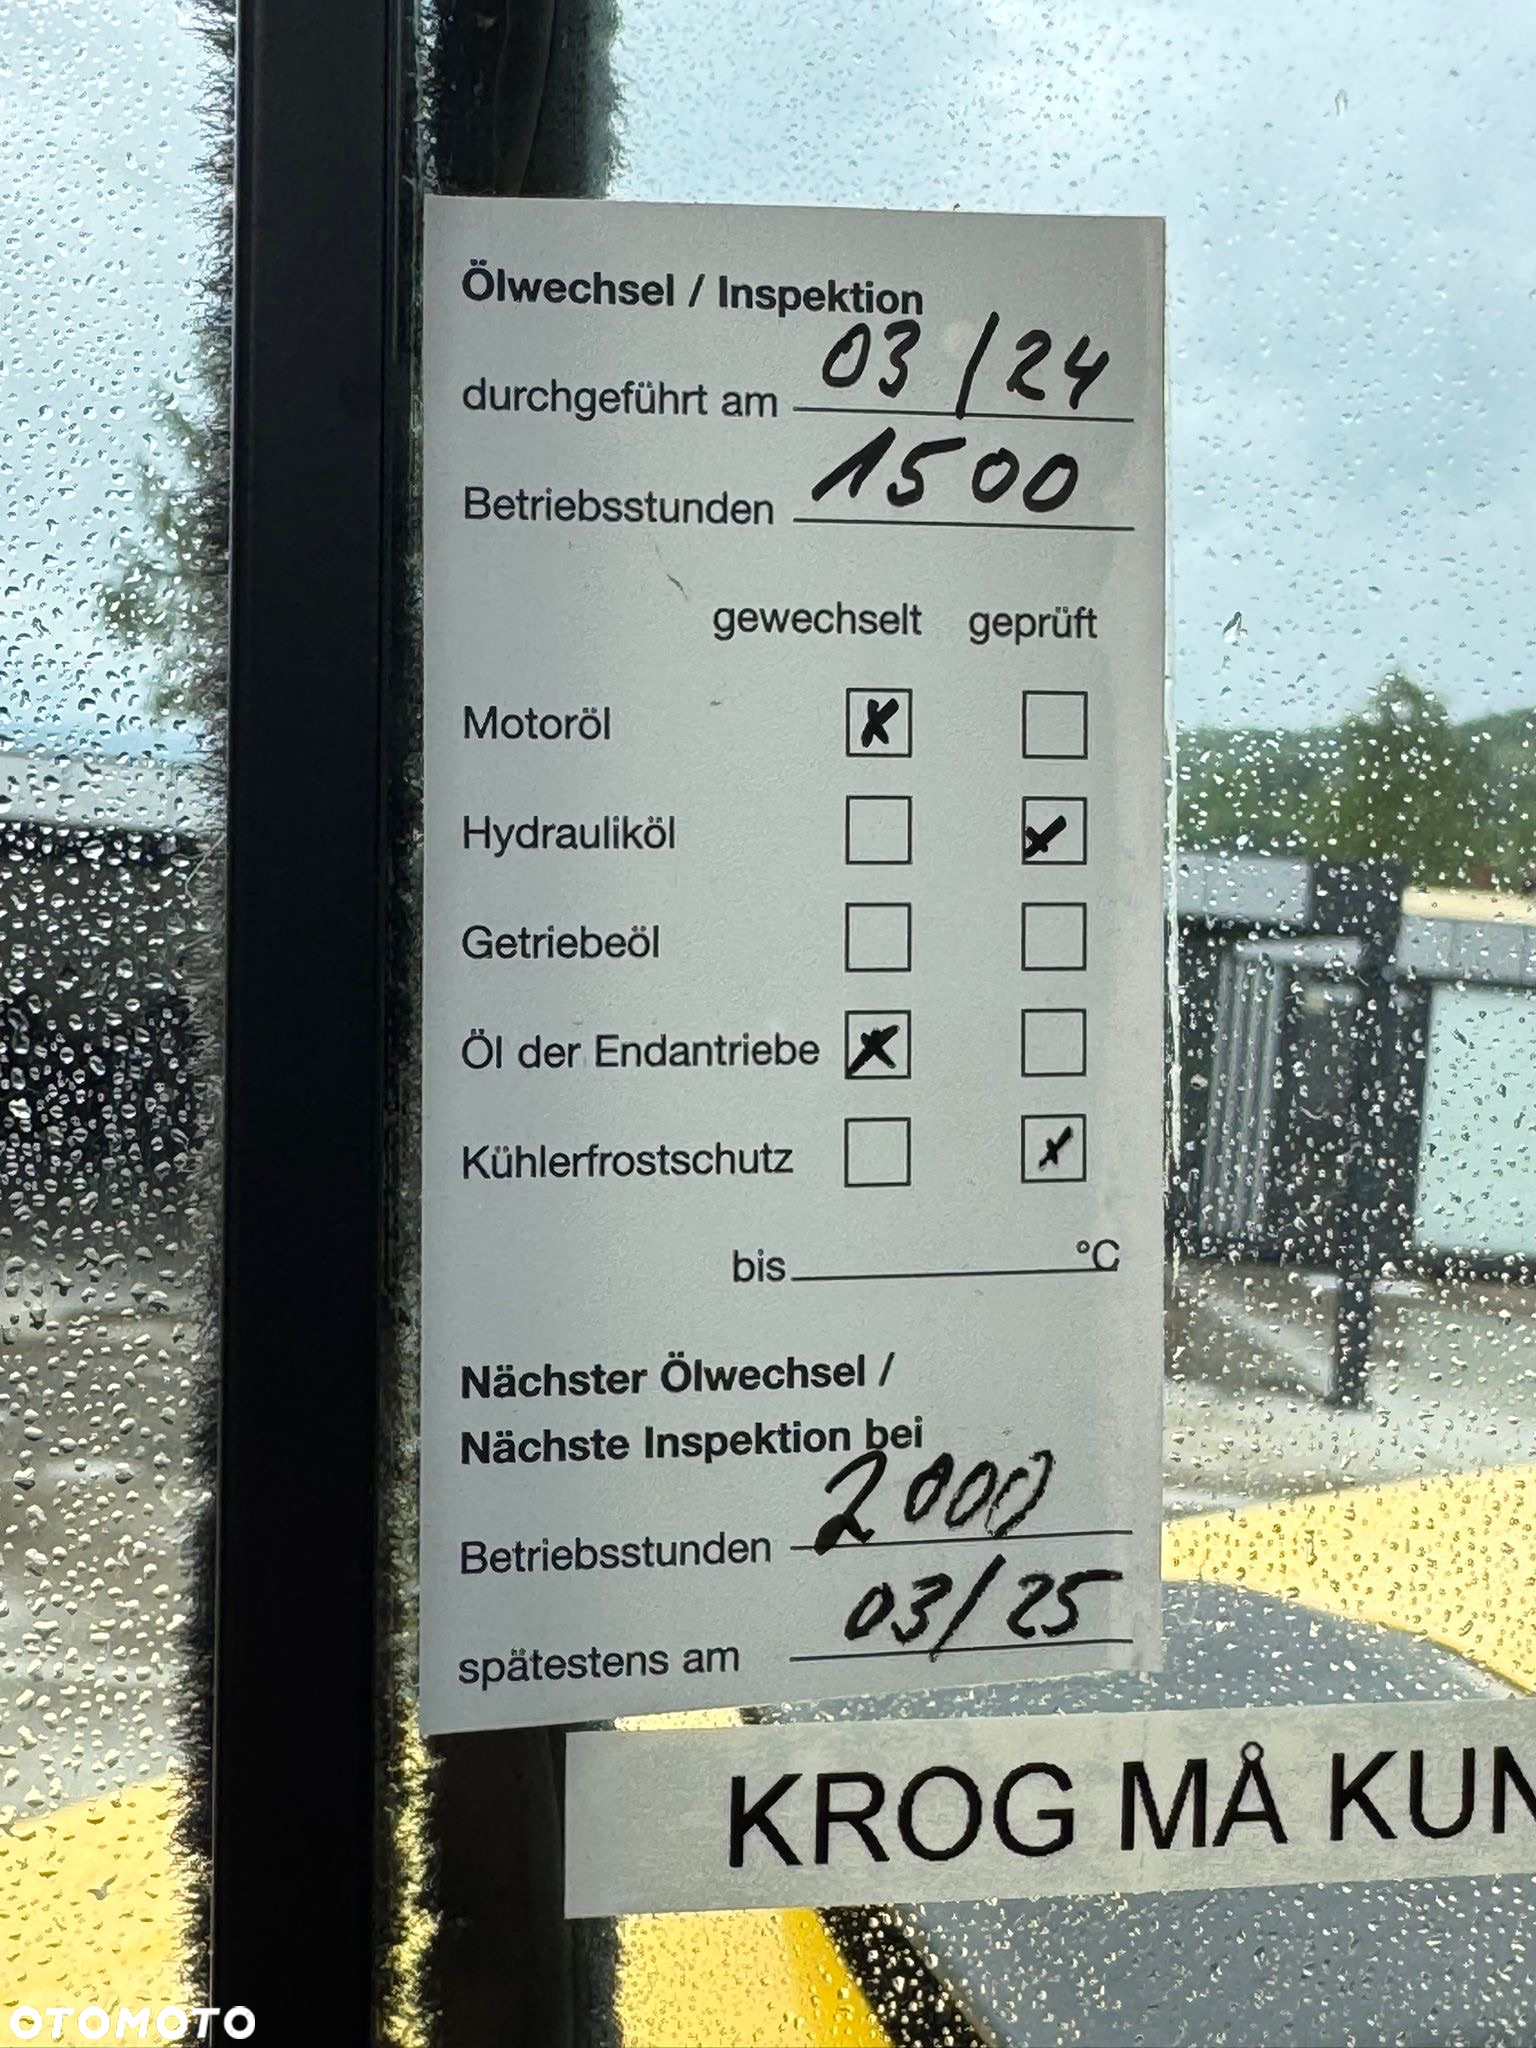 Ölwechsel / Inspektion
durchgeführt am 03/24
Betriebsstunden 1500
gewechselt geprüft
Motoröl
Hydrauliköl
Getriebeöl
Öl der Endantriebe
Kühlerfrostschutz
bis °C
Nächster Ölwechsel /
Nächste Inspektion bei
Betriebsstunden 2000
spätestens am 03/25
KROG MÅ KUN
OTOMOTO